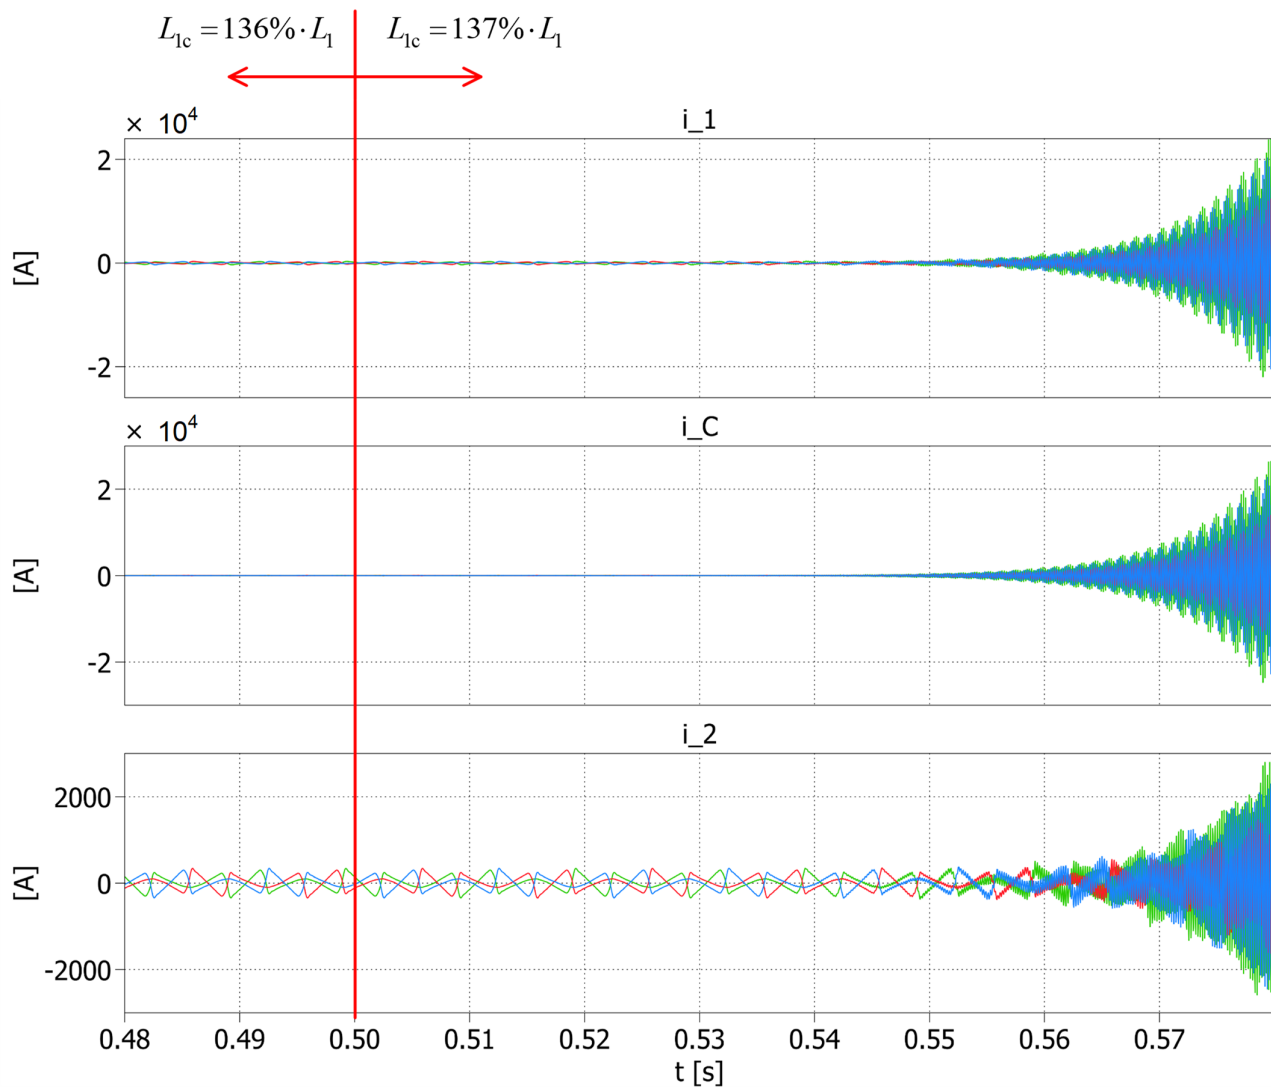 L1c = 136% · L1
L1c = 137% · L1
× 10^4
i_1
2
0
-2
[A]
× 10^4
i_C
2
0
-2
[A]
i_2
2000
0
-2000
[A]
0.48 0.49 0.50 0.51 0.52 0.53 0.54 0.55 0.56 0.57
t [s]